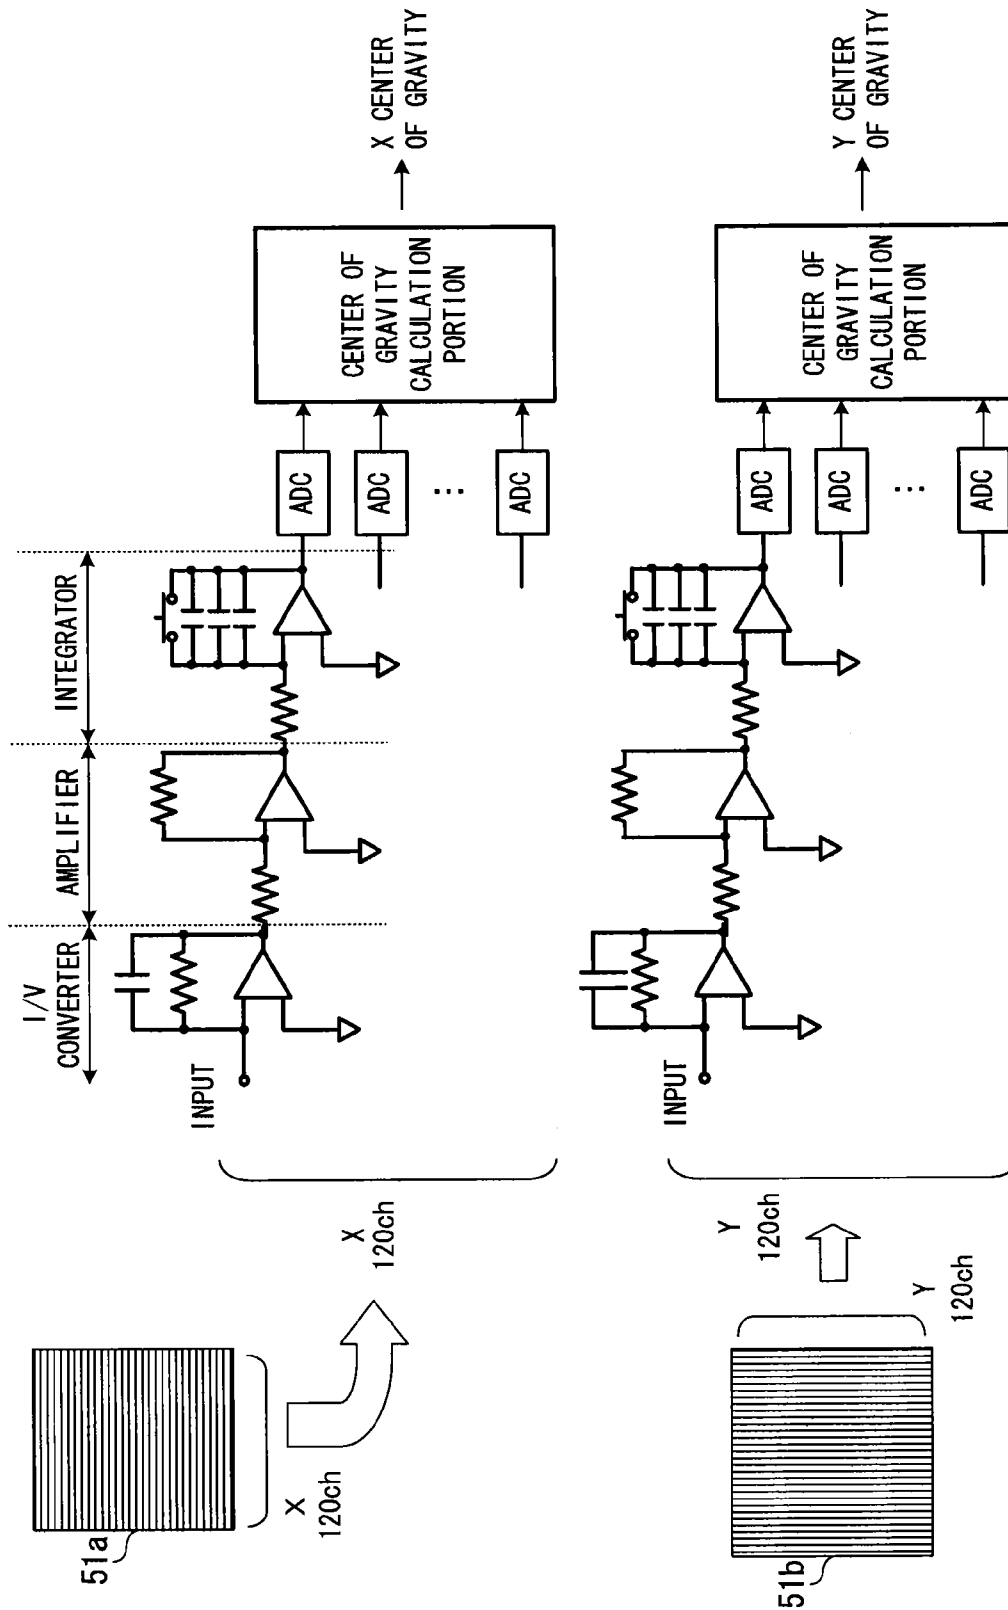 51a
X
120ch
X
120ch
I/V
CONVERTER
AMPLIFIER
INTEGRATOR
INPUT
ADC
ADC
...
ADC
CENTER OF
GRAVITY
CALCULATION
PORTION
X CENTER
OF GRAVITY
51b
Y
120ch
Y
120ch
INPUT
ADC
ADC
...
ADC
CENTER OF
GRAVITY
CALCULATION
PORTION
Y CENTER
OF GRAVITY